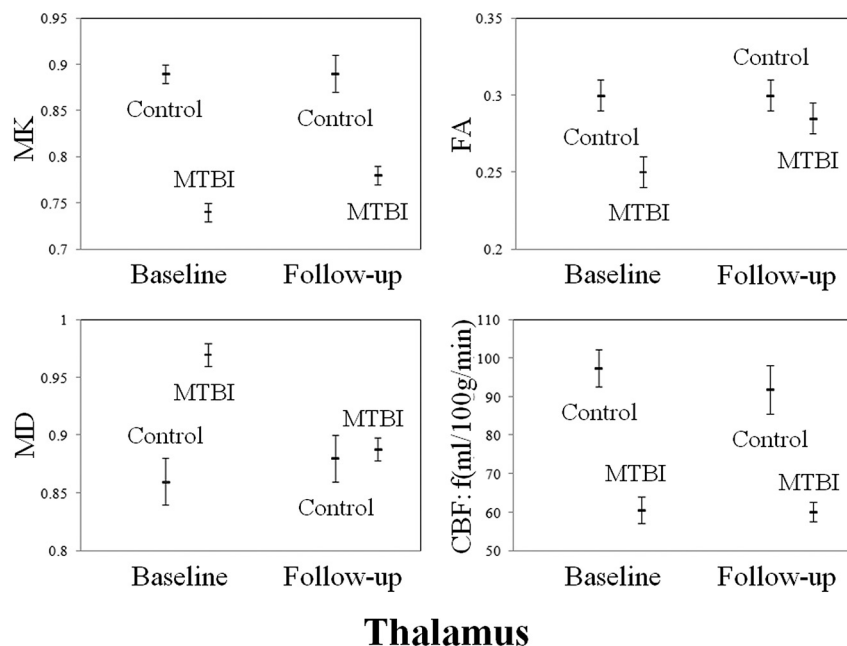 0.95
0.9
0.85
0.8
0.75
0.7
MK
Control
MTBI
Control
MTBI
Baseline Follow-up
0.35
0.3
0.25
0.2
FA
Control
MTBI
Control
MTBI
Baseline Follow-up
1
0.95
0.9
0.85
0.8
MD
Control
MTBI
Control
MTBI
Baseline Follow-up
110
100
90
80
70
60
50
CBF: f(ml/100g/min)
Control
MTBI
Control
MTBI
Baseline Follow-up
Thalamus